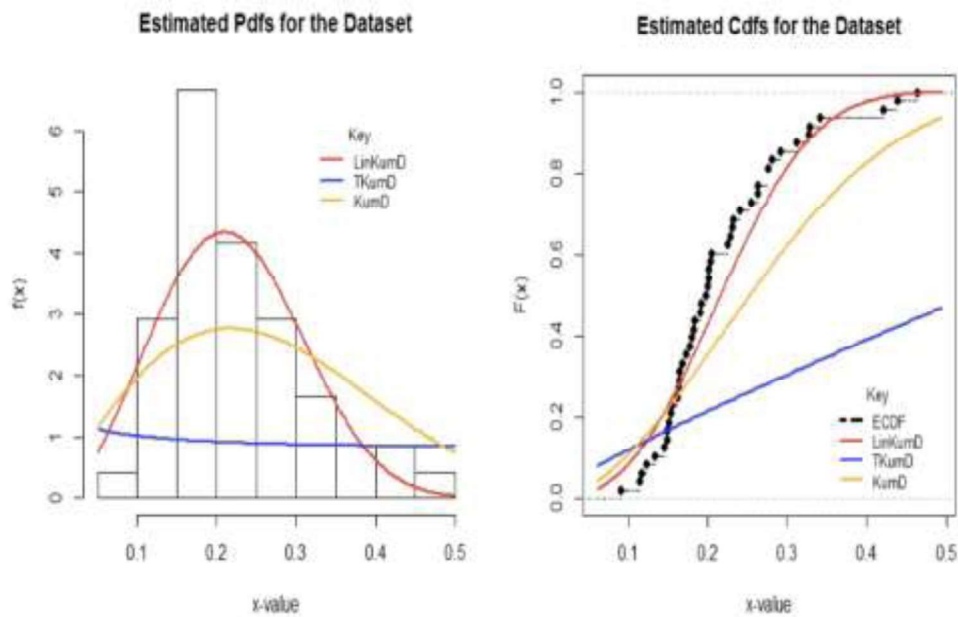 Estimated Pdfs for the Dataset
f(x)
6
5
4
3
2
1
0
Key
LinKumD
TKumD
KumD
0.1 0.2 0.3 0.4 0.5
x-value
Estimated Cdfs for the Dataset
F(x)
1.0
0.8
0.6
0.4
0.2
0.0
Key
ECDF
LinKumD
TKumD
KumD
0.1 0.2 0.3 0.4 0.5
x-value